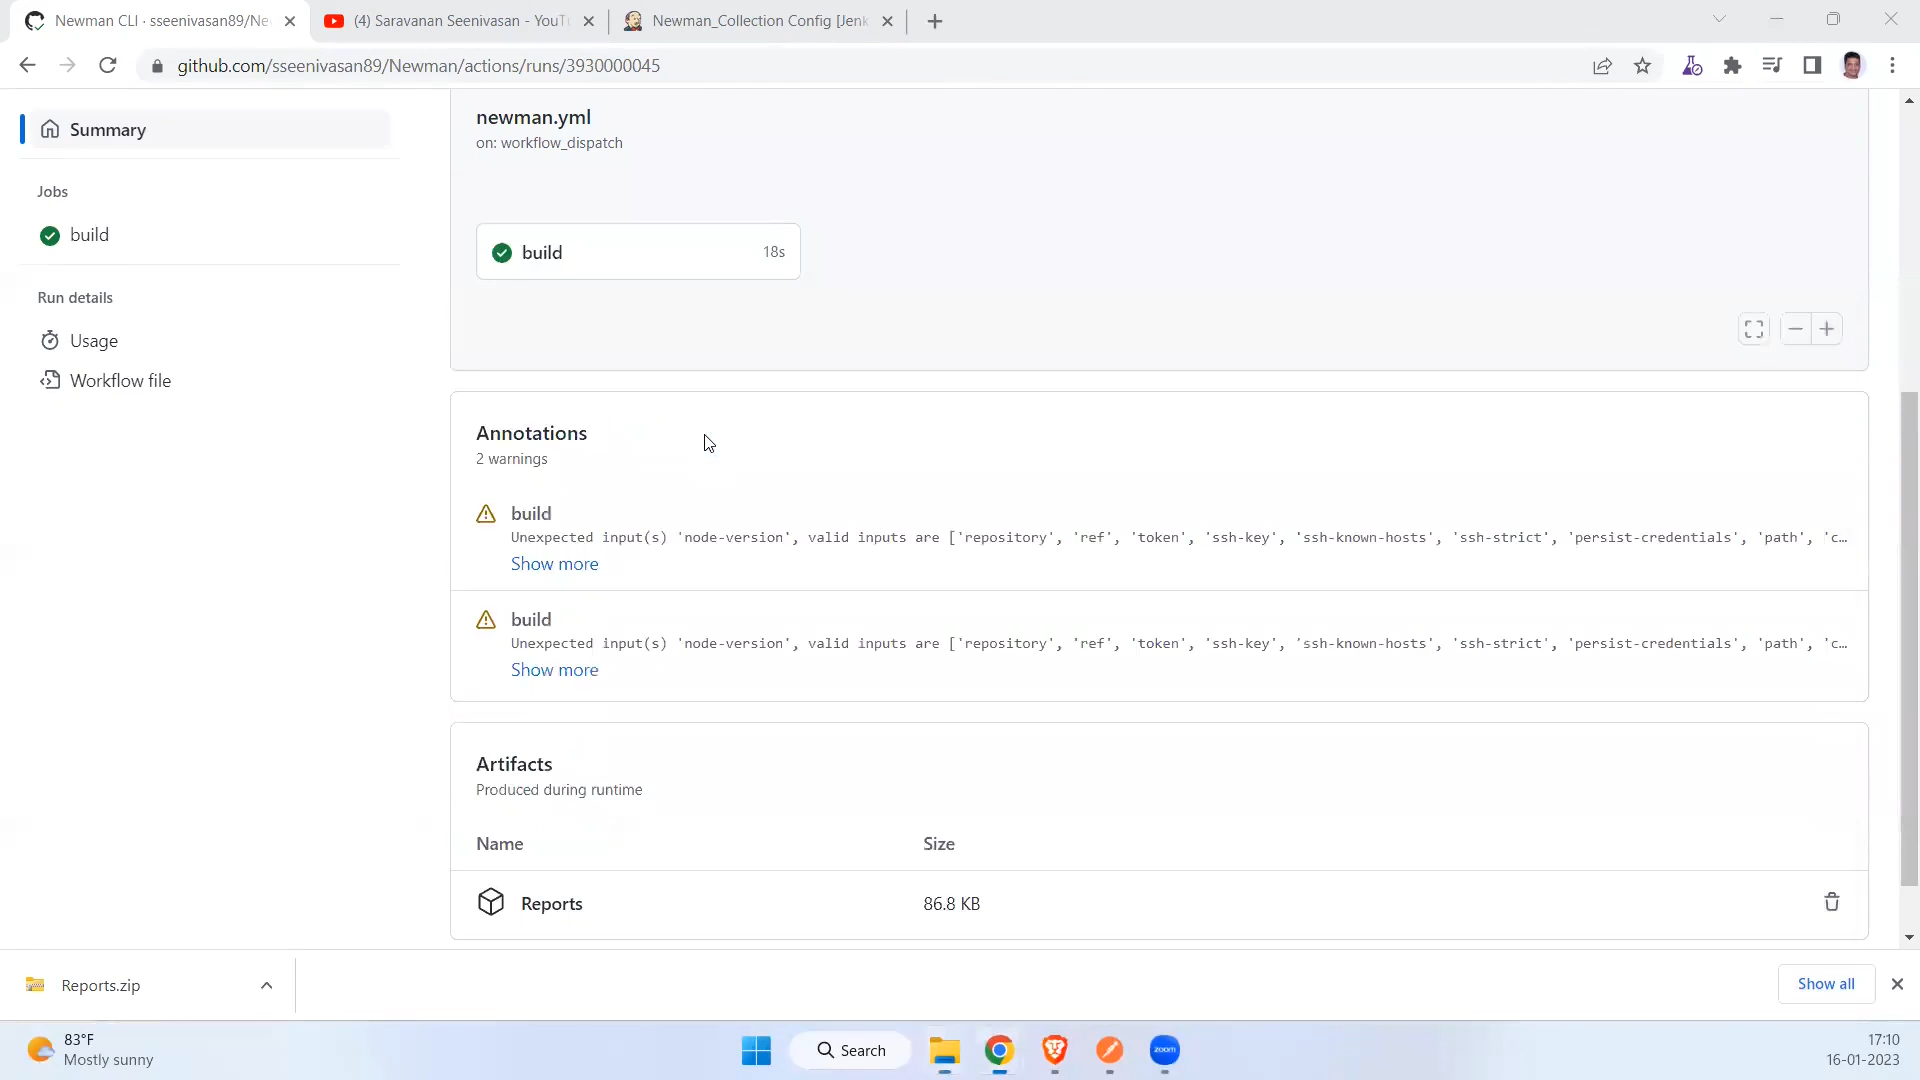 Newman CLI · sseenivasan89/Ne
(4) Saravanan Seenivasan - YouTu
Newman_Collection Config [Jenk
github.com/sseenivasan89/Newman/actions/runs/3930000045
Summary
Jobs
build
Run details
Usage
Workflow file
newman.yml
on: workflow_dispatch
build
18s
Annotations
2 warnings
build
Unexpected input(s) 'node-version', valid inputs are ['repository', 'ref', 'token', 'ssh-key', 'ssh-known-hosts', 'ssh-strict', 'persist-credentials', 'path', 'c…
Show more
build
Unexpected input(s) 'node-version', valid inputs are ['repository', 'ref', 'token', 'ssh-key', 'ssh-known-hosts', 'ssh-strict', 'persist-credentials', 'path', 'c…
Show more
Artifacts
Produced during runtime
Name Size
Reports 86.8 KB
Reports.zip
Show all
83°F
Mostly sunny
Search
zoom
17:10
16-01-2023